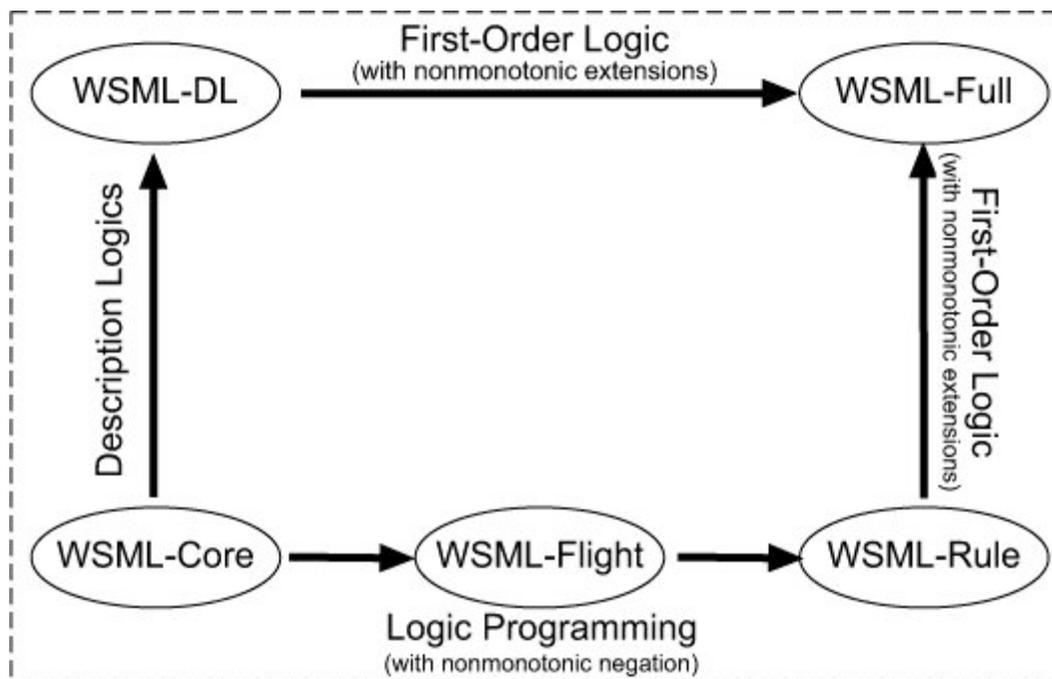 First-Order Logic
(with nonmonotonic extensions)
WSML-DL
WSML-Full
Description Logics
First-Order Logic
(with nonmonotonic extensions)
WSML-Core
WSML-Flight
WSML-Rule
Logic Programming
(with nonmonotonic negation)